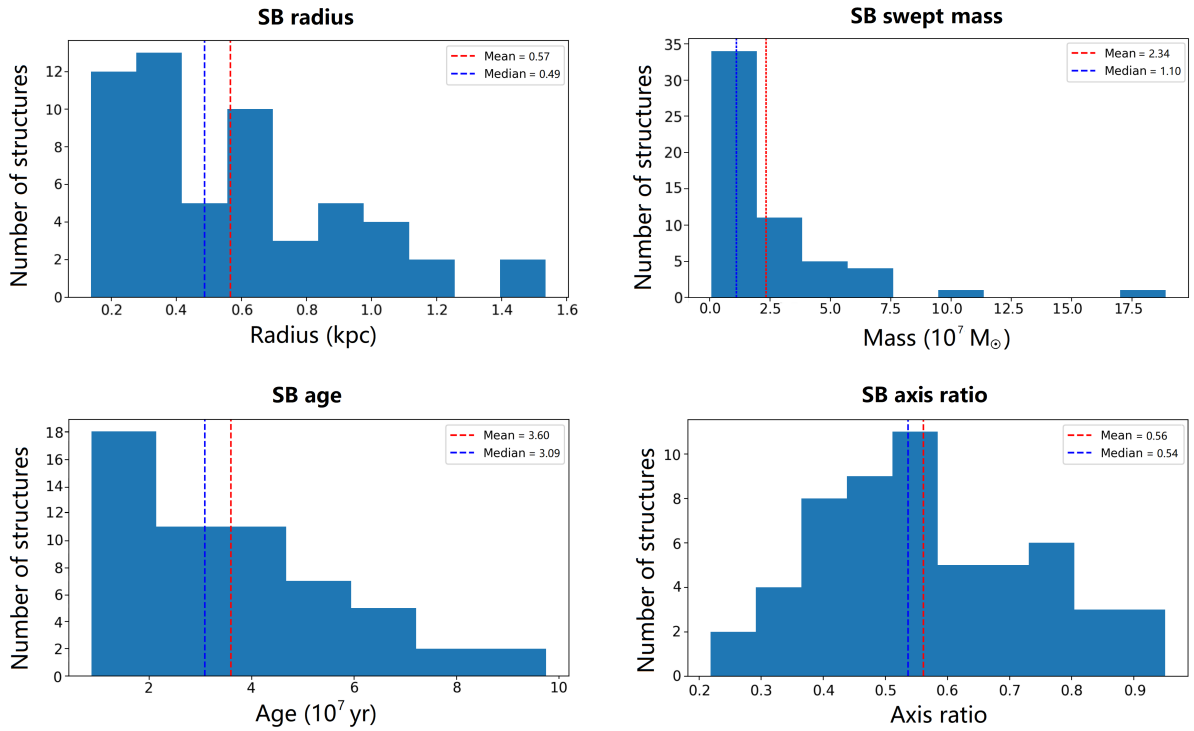 SB radius
Mean = 0.57
Median = 0.49
Number of structures
12
10
8
6
4
2
0
0.2 0.4 0.6 0.8 1.0 1.2 1.4 1.6
Radius (kpc)
SB swept mass
Mean = 2.34
Median = 1.10
Number of structures
35
30
25
20
15
10
5
0
0.0 2.5 5.0 7.5 10.0 12.5 15.0 17.5
Mass (10⁷ M☉)
SB age
Mean = 3.60
Median = 3.09
Number of structures
18
16
14
12
10
8
6
4
2
0
2 4 6 8 10
Age (10⁷ yr)
SB axis ratio
Mean = 0.56
Median = 0.54
Number of structures
10
8
6
4
2
0
0.2 0.3 0.4 0.5 0.6 0.7 0.8 0.9
Axis ratio